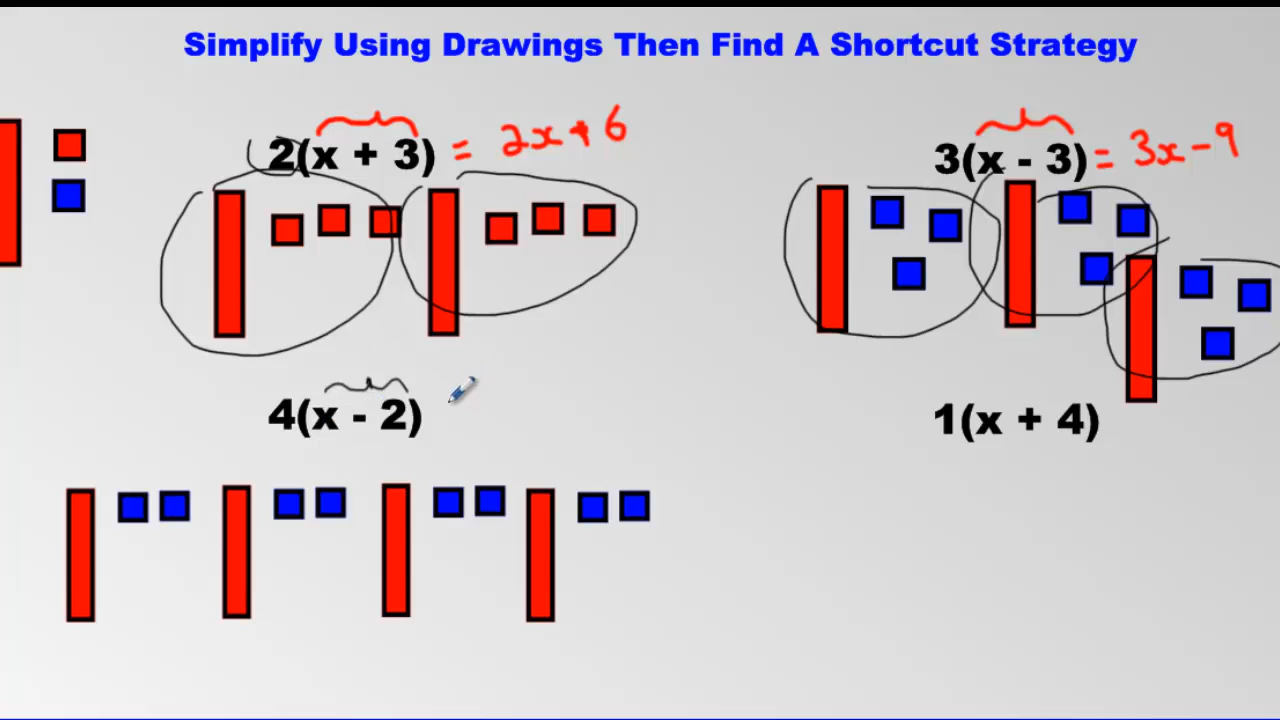 Simplify Using Drawings Then Find A Shortcut Strategy
2(x + 3) = 2x + 6
3(x - 3) = 3x - 9
4(x - 2)
1(x + 4)